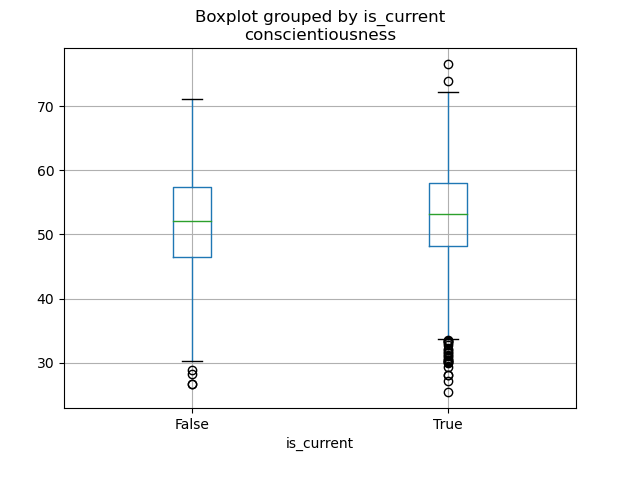 Boxplot grouped by is_current
conscientiousness
70
60
50
40
30
False True
is_current